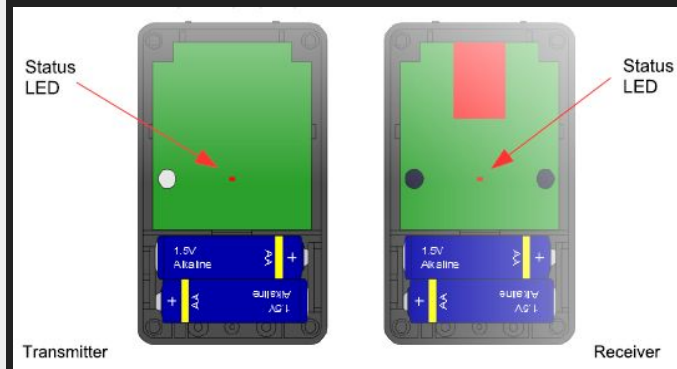 Status
LED
Status
LED
1.5V
Alkaline
AA
+
+
AA
1.5V
Alkaline
1.5V
Alkaline
AA
+
+
AA
1.5V
Alkaline
Transmitter
Receiver